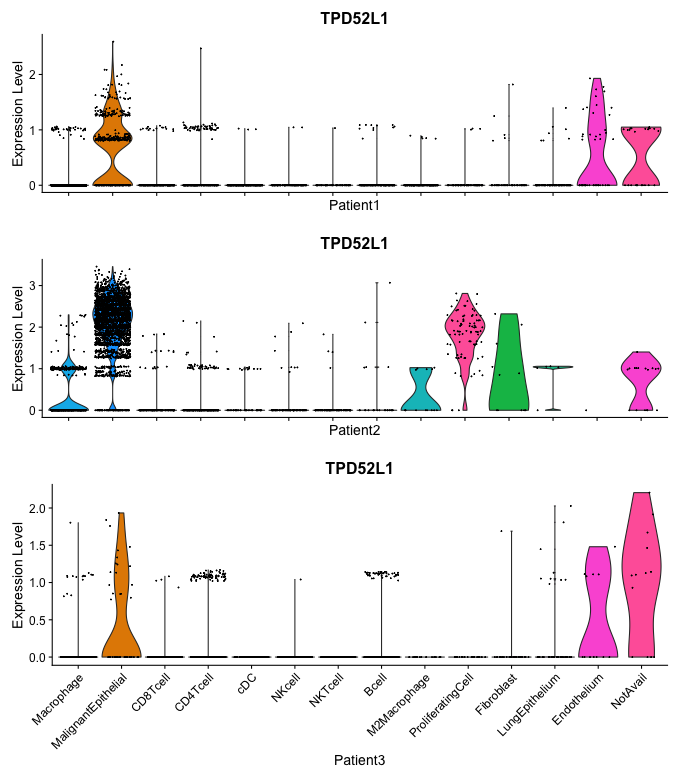 TPD52L1
Expression Level
2
1
0
Patient1
TPD52L1
Expression Level
3
2
1
0
Patient2
TPD52L1
Expression Level
2.0
1.5
1.0
0.5
0.0
Macrophage
MalignantEpithelial
CD8Tcell
CD4Tcell
cDC
NKcell
NKTcell
Bcell
M2Macrophage
ProliferatingCell
Fibroblast
LungEpithelium
Endothelium
NotAvail
Patient3